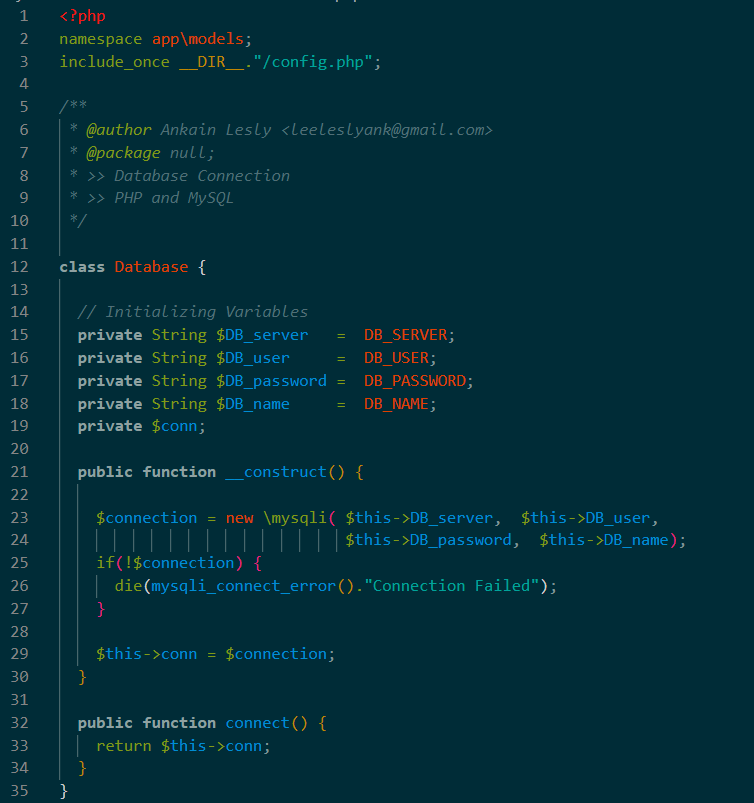 1 <?php
2 namespace app\models;
3 include_once __DIR__."/config.php";
4
5 /**
6 * @author Ankain Lesly <leeleslyank@gmail.com>
7 * @package null;
8 * >> Database Connection
9 * >> PHP and MySQL
10 */
11
12 class Database {
13
14 // Initializing Variables
15 private String $DB_server = DB_SERVER;
16 private String $DB_user = DB_USER;
17 private String $DB_password = DB_PASSWORD;
18 private String $DB_name = DB_NAME;
19 private $conn;
20
21 public function __construct() {
22
23 $connection = new \mysqli( $this->DB_server, $this->DB_user,
24 $this->DB_password, $this->DB_name);
25 if(!$connection) {
26 die(mysqli_connect_error()."Connection Failed");
27 }
28
29 $this->conn = $connection;
30 }
31
32 public function connect() {
33 return $this->conn;
34 }
35 }